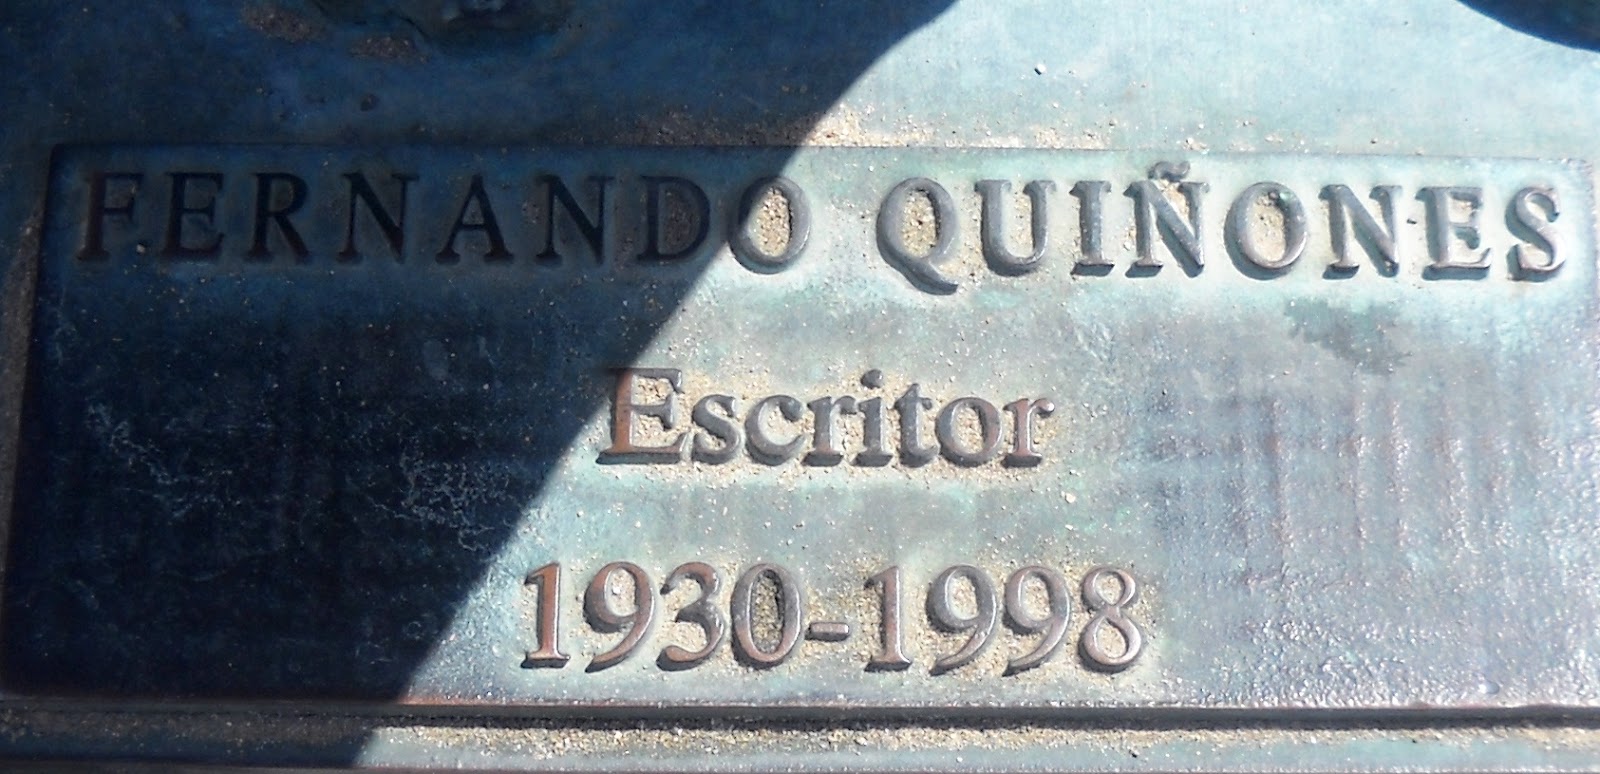 FERNANDO QUIÑONES
Escritor
1930-1998